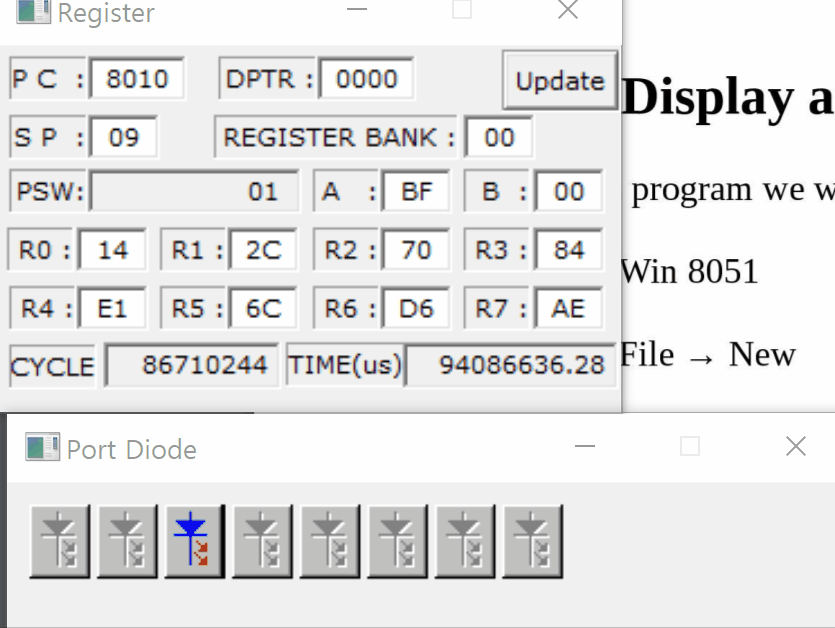 Register
P C : 8010 DPTR : 0000 Update
S P : 09 REGISTER BANK : 00
PSW: 01 A : BF B : 00
R0 : 14 R1 : 2C R2 : 70 R3 : 84
R4 : E1 R5 : 6C R6 : D6 R7 : AE
CYCLE 86710244 TIME(us) 94086636.28
Display a
program we w
Win 8051
File → New
Port Diode